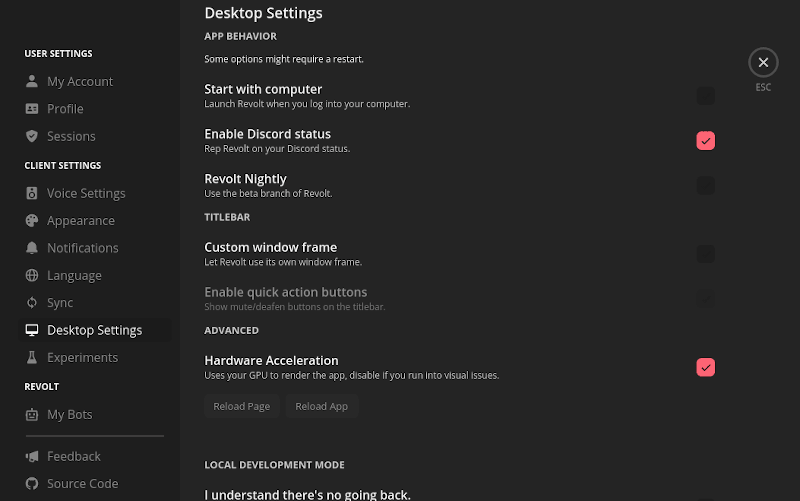 USER SETTINGS
My Account
Profile
Sessions
CLIENT SETTINGS
Voice Settings
Appearance
Notifications
Language
Sync
Desktop Settings
Experiments
REVOLT
My Bots
Feedback
Source Code
Desktop Settings
APP BEHAVIOR
Some options might require a restart.
Start with computer
Launch Revolt when you log into your computer.
Enable Discord status
Rep Revolt on your Discord status.
Revolt Nightly
Use the beta branch of Revolt.
TITLEBAR
Custom window frame
Let Revolt use its own window frame.
Enable quick action buttons
Show mute/deafen buttons on the titlebar.
ADVANCED
Hardware Acceleration
Uses your GPU to render the app, disable if you run into visual issues.
Reload Page
Reload App
LOCAL DEVELOPMENT MODE
I understand there's no going back.
ESC